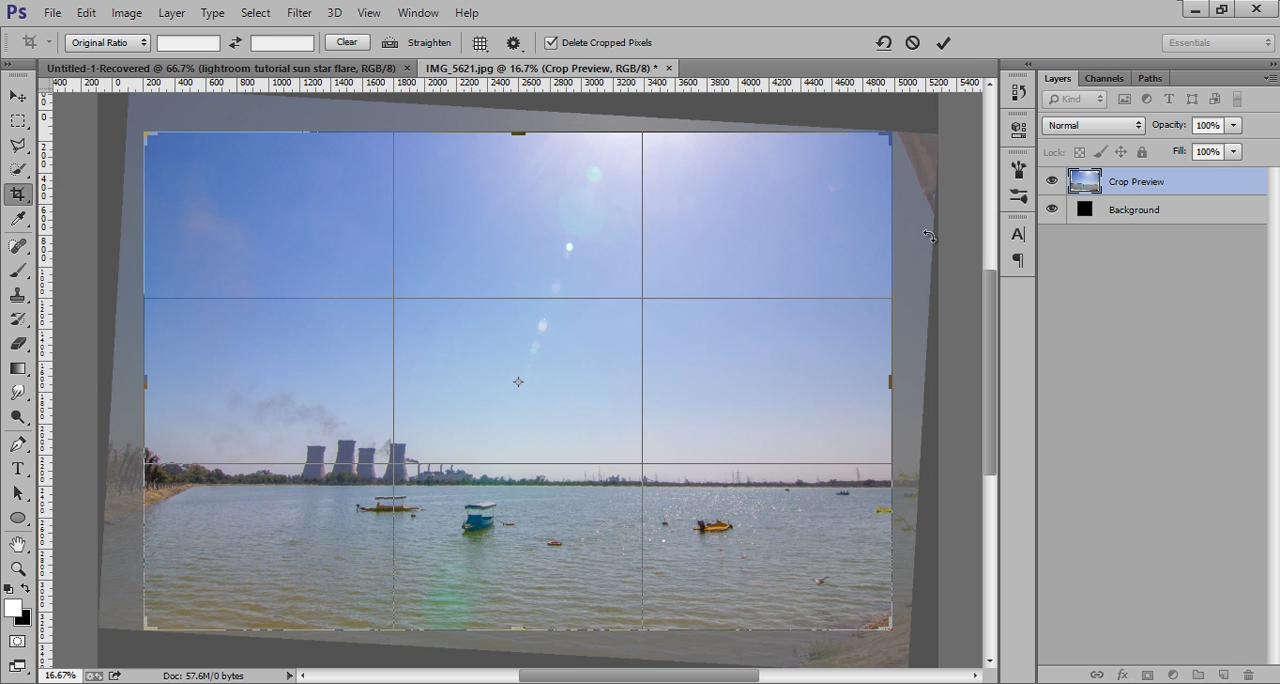 Ps File Edit Image Layer Type Select Filter 3D View Window Help
Original Ratio Clear Straighten Delete Cropped Pixels Essentials
Untitled-1-Recovered @ 66.7% (lightroom tutorial sun star flare, RGB/8) × IMG_5621.jpg @ 16.7% (Crop Preview, RGB/8) * ×
400 200 0 200 400 600 800 1000 1200 1400 1600 1800 2000 2200 2400 2600 2800 3000 3200 3400 3600 3800 4000 4200 4400 4600 4800 5000 5200 5400
Layers Channels Paths
Kind
Normal Opacity: 100%
Lock: Fill: 100%
Crop Preview
Background
16.67% Doc: 57.6M/0 bytes